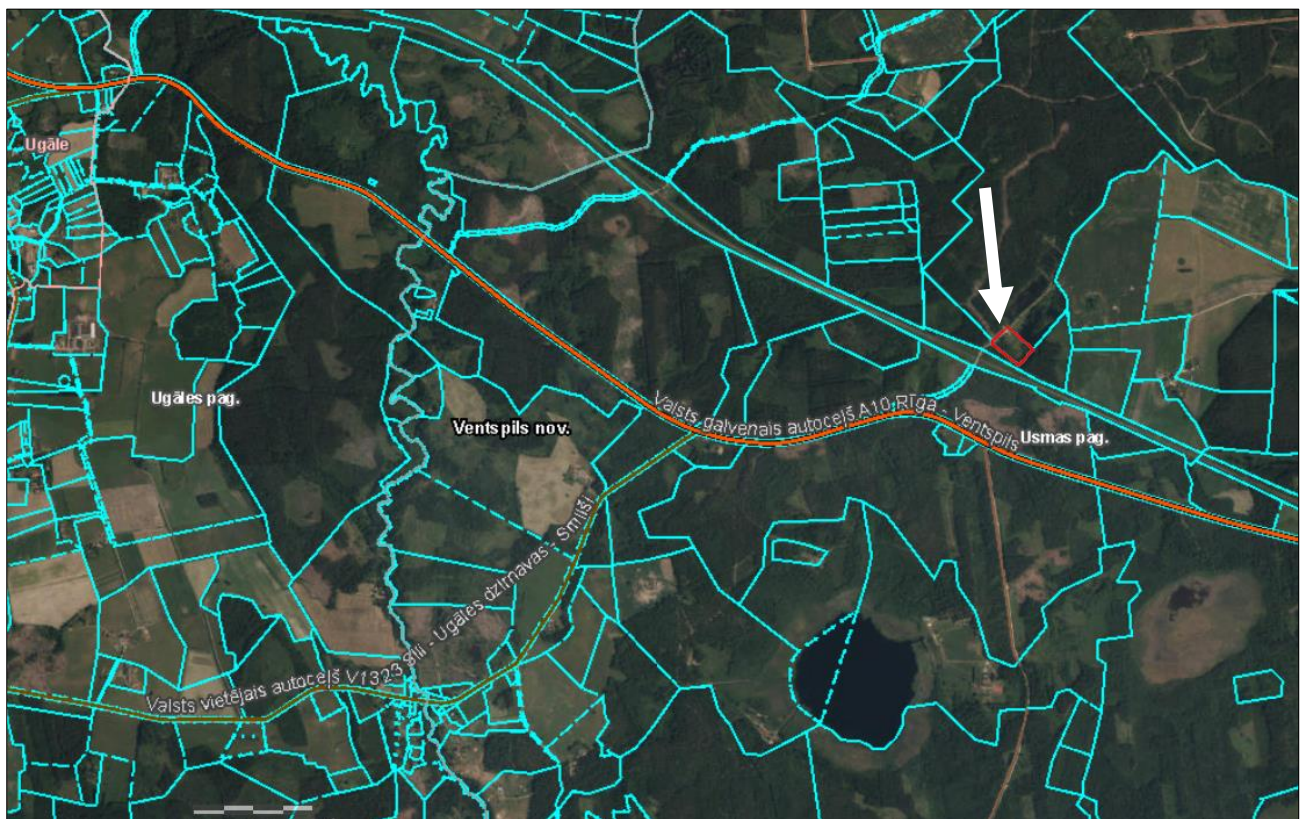 Ugāle
Ugāles pag.
Ventspils nov.
Valsts galvenais autoceļš A10 Rīga - Ventspils
Usmas pag.
Valsts vietējais autoceļš V1323 Sīļi - Ugāles dzirnavas - Smilši